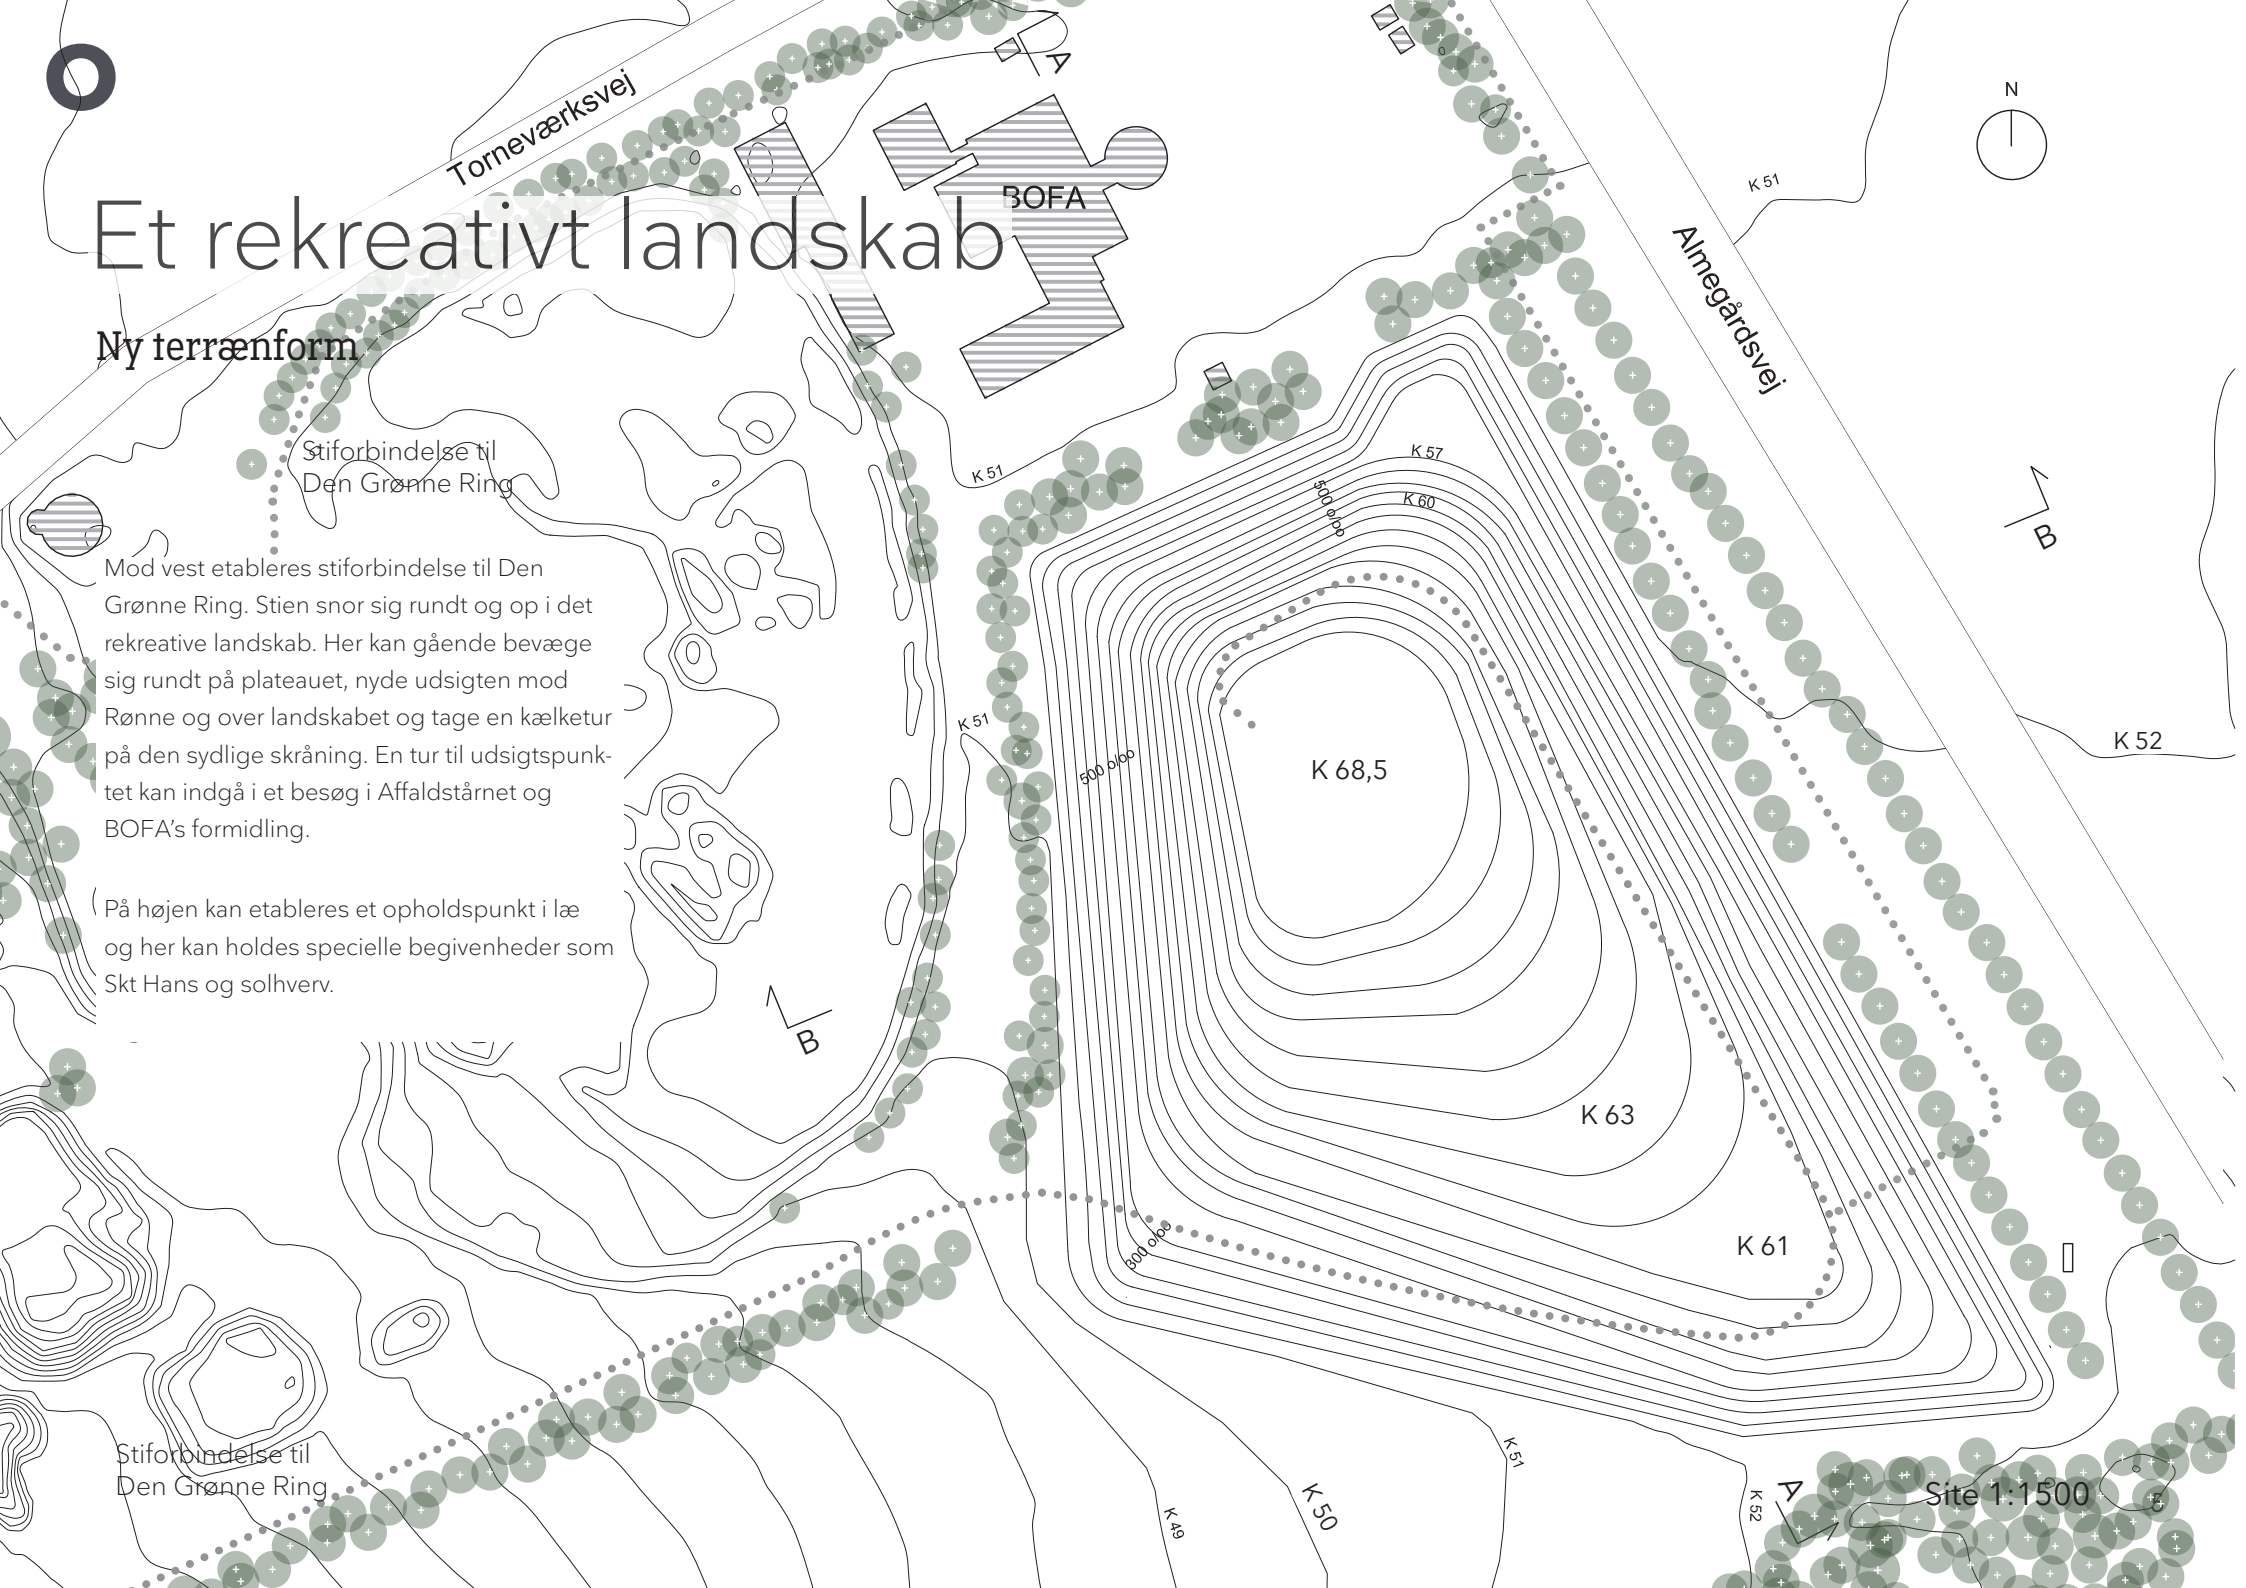 Torneværksvej
A
N
K 51
BOFA
Et rekreativt landskab
Almegårdsvej
Ny terrænform
Stiforbindelse til
Den Grønne Ring
K 51
K 57
K 60
500 o/oo
B
Mod vest etableres stiforbindelse til Den
Grønne Ring. Stien snor sig rundt og op i det
rekreative landskab. Her kan gående bevæge
sig rundt på plateauet, nyde udsigten mod
Rønne og over landskabet og tage en kælketur
på den sydlige skråning. En tur til udsigtspunk-
tet kan indgå i et besøg i Affaldstårnet og
BOFA’s formidling.
På højen kan etableres et opholdspunkt i læ
og her kan holdes specielle begivenheder som
Skt Hans og solhverv.
K 51
500 o/oo
K 68,5
K 52
B
K 63
K 61
300 o/oo
Stiforbindelse til
Den Grønne Ring
K 49
K 50
K 51
K 52
A
Site 1:1500